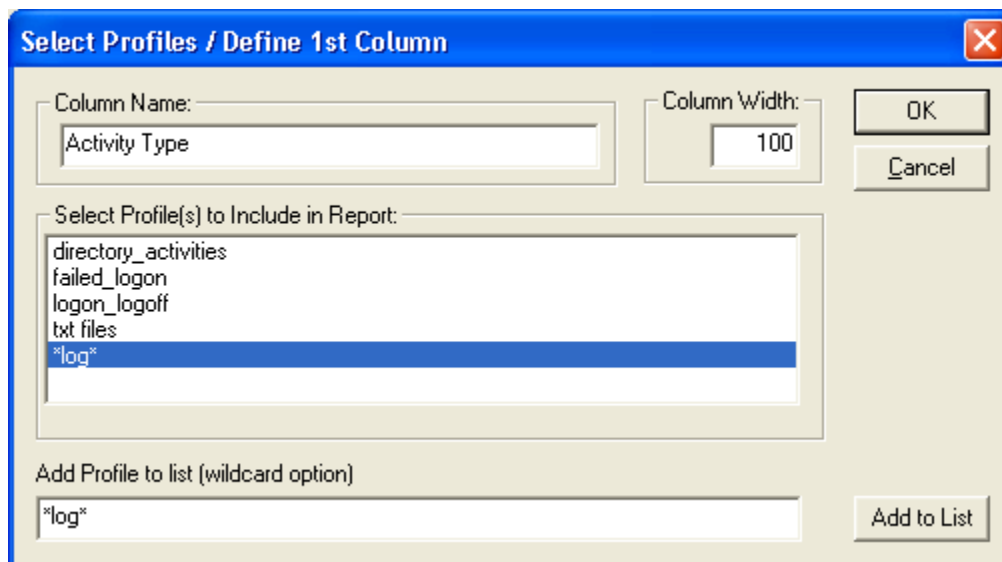 Select Profiles / Define 1st Column
Column Name:
Column Width:
Activity Type
100
OK
Cancel
Select Profile(s) to Include in Report:
directory_activities
failed_logon
logon_logoff
txt files
*log*
Add Profile to list (wildcard option)
*log*
Add to List